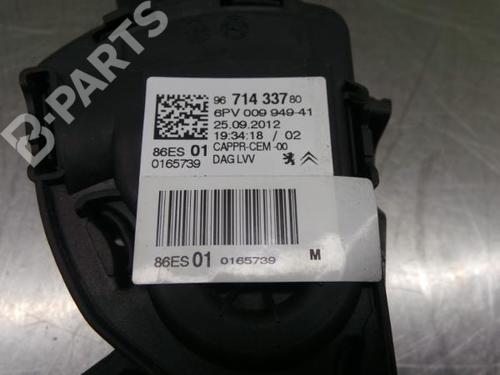 B-PARTS
96 714 337 80
6PV 009 949-41
25.09.2012
19:34:18 / 02
86ES 01 CAPPR-CEM -00
0165739 DAG LVV
86ES 01 0165739 M